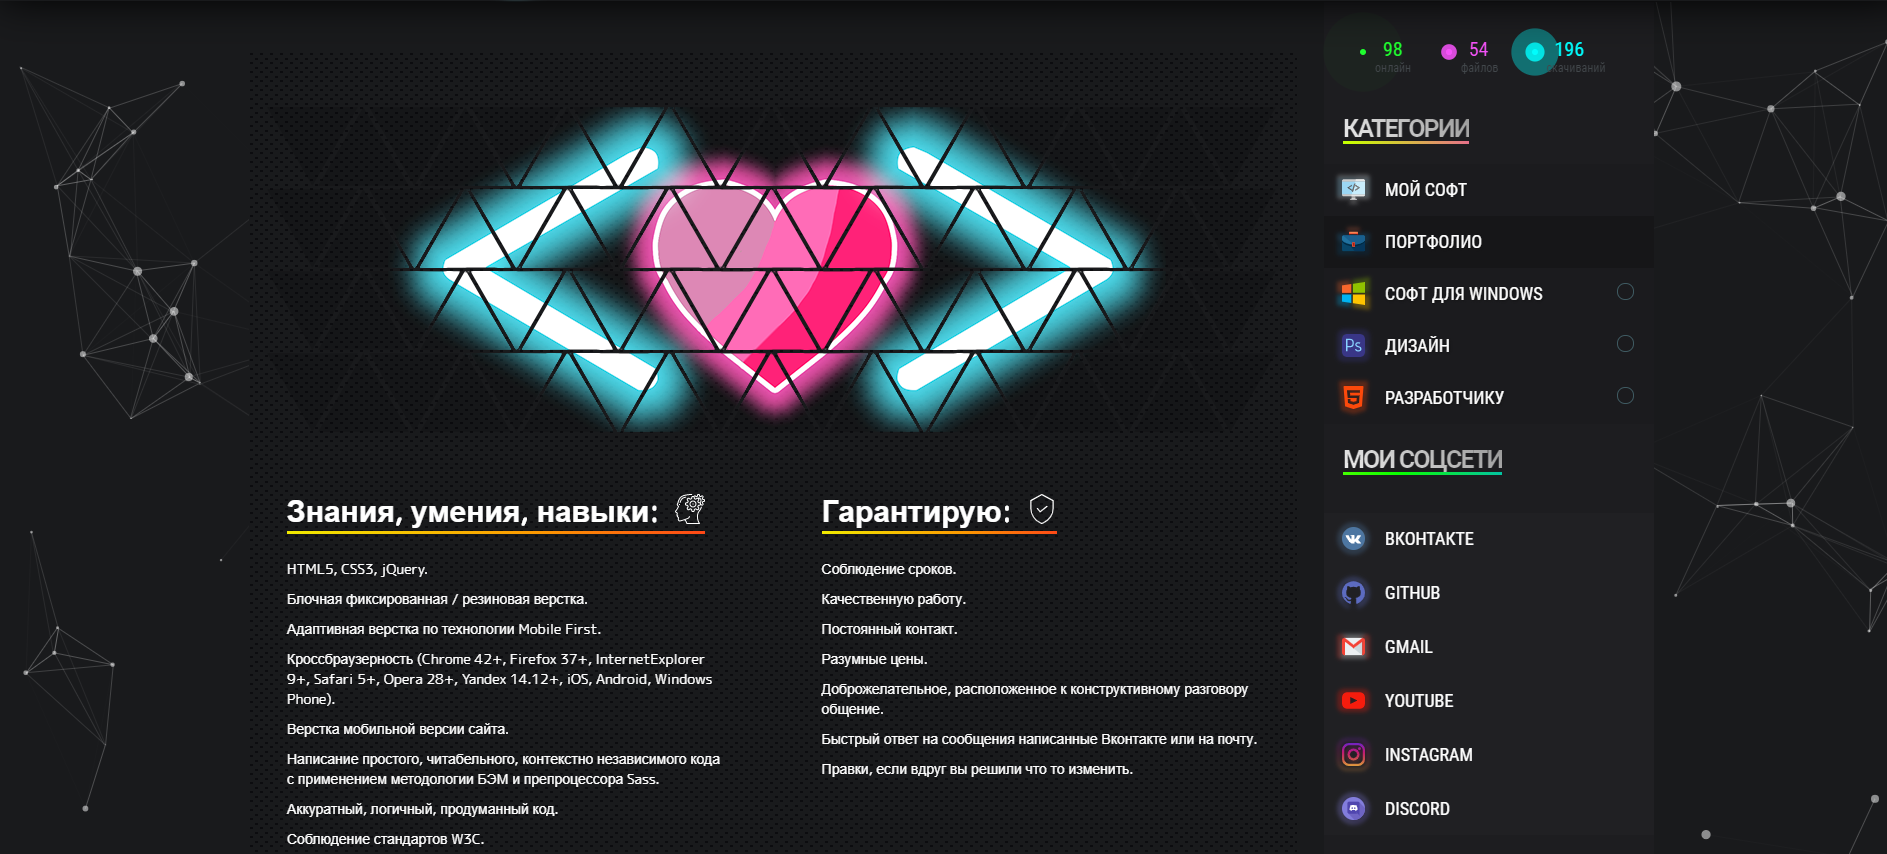 98
онлайн
54
файлов
196
скачиваний
КАТЕГОРИИ
МОЙ СОФТ
ПОРТФОЛИО
СОФТ ДЛЯ WINDOWS
Ps ДИЗАЙН
РАЗРАБОТЧИКУ
МОИ СОЦСЕТИ
ВКОНТАКТЕ
GITHUB
GMAIL
YOUTUBE
INSTAGRAM
DISCORD
Знания, умения, навыки:
HTML5, CSS3, jQuery.
Блочная фиксированная / резиновая верстка.
Адаптивная верстка по технологии Mobile First.
Кроссбраузерность (Chrome 42+, Firefox 37+, InternetExplorer
9+, Safari 5+, Opera 28+, Yandex 14.12+, iOS, Android, Windows
Phone).
Верстка мобильной версии сайта.
Написание простого, читабельного, контекстно независимого кода
с применением методологии БЭМ и препроцессора Sass.
Аккуратный, логичный, продуманный код.
Соблюдение стандартов W3C.
Гарантирую:
Соблюдение сроков.
Качественную работу.
Постоянный контакт.
Разумные цены.
Доброжелательное, расположенное к конструктивному разговору
общение.
Быстрый ответ на сообщения написанные Вконтакте или на почту.
Правки, если вдруг вы решили что то изменить.